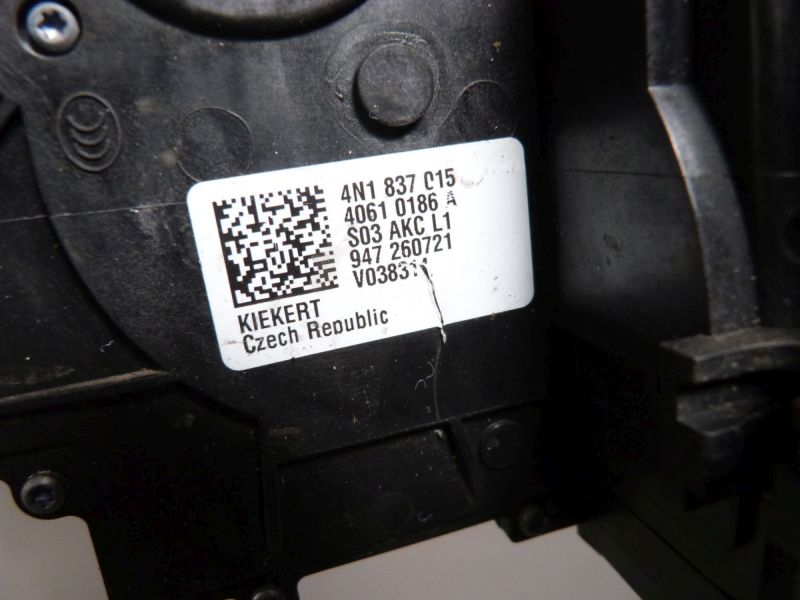 4N1 837 015
4061 0186 A
S03 AKC L1
947 260721
KIEKERT
Czech Republic